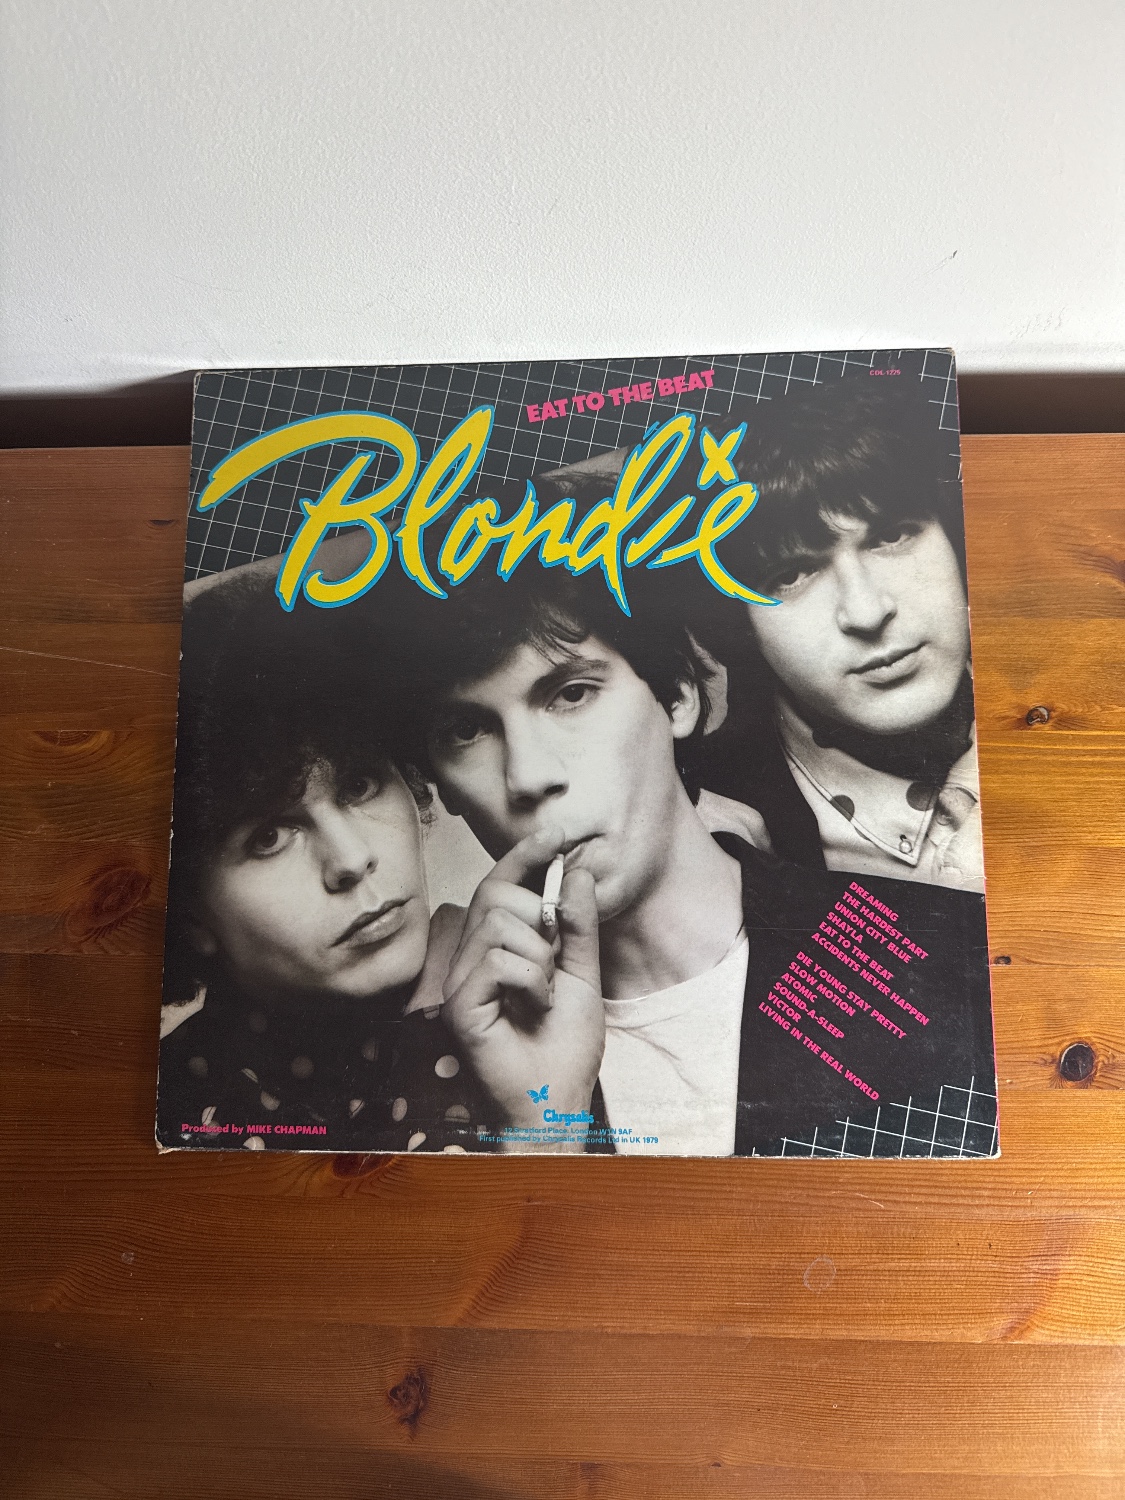 EAT TO THE BEAT
CDL-1225
Blondie
DREAMING
THE HARDEST PART
UNION CITY BLUE
SHAYLA
EAT TO THE BEAT
ACCIDENTS NEVER HAPPEN
DIE YOUNG STAY PRETTY
SLOW MOTION
ATOMIC
SOUND-A-SLEEP
VICTOR
LIVING IN THE REAL WORLD
Produced by MIKE CHAPMAN
Chrysalis
12 Stratford Place, London W1N 9AF
First published by Chrysalis Records Ltd in UK 1979